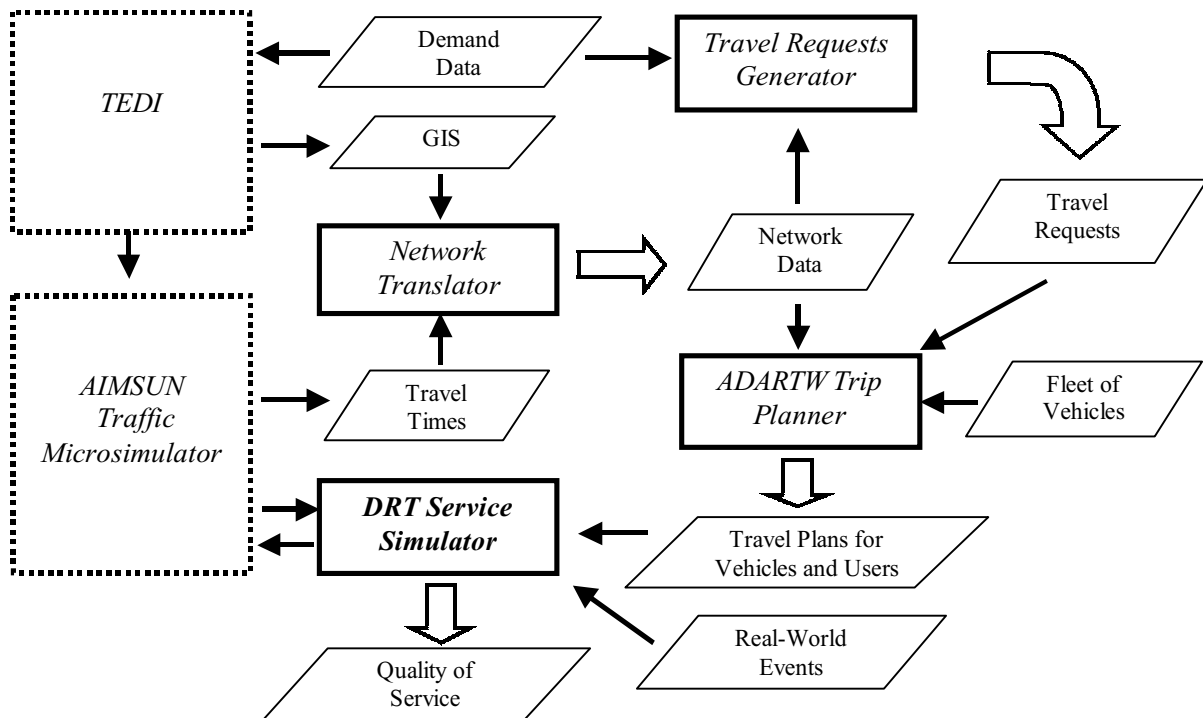 Demand
Data
Travel Requests
Generator
TEDI
GIS
Travel
Requests
Network
Translator
Network
Data
AIMSUN
Traffic
Microsimulator
Travel
Times
ADARTW Trip
Planner
Fleet of
Vehicles
DRT Service
Simulator
Travel Plans for
Vehicles and Users
Real-World
Events
Quality of
Service